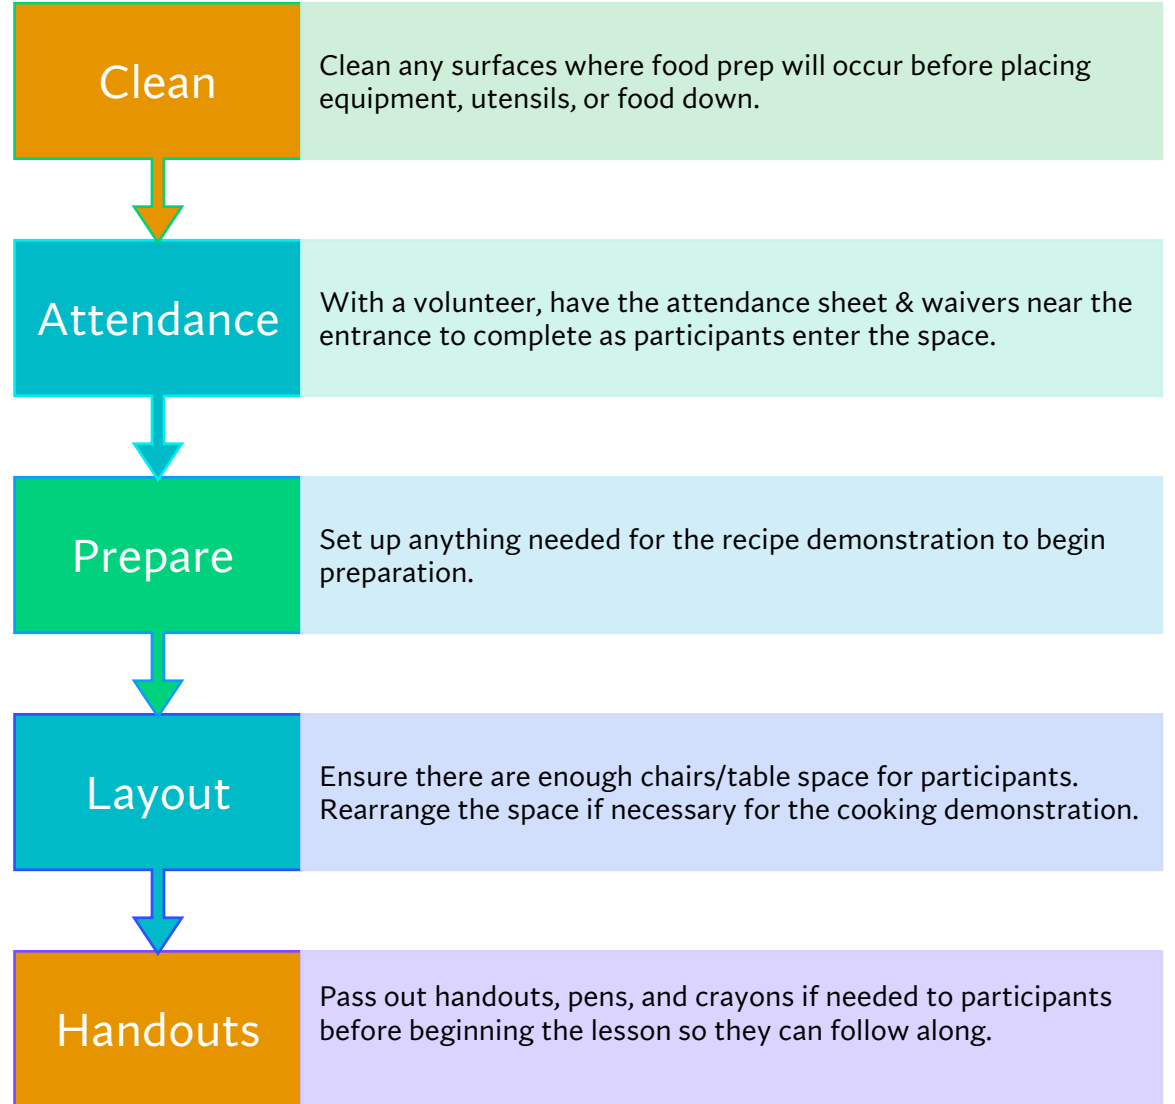 Clean
Clean any surfaces where food prep will occur before placing
equipment, utensils, or food down.
Attendance
With a volunteer, have the attendance sheet & waivers near the
entrance to complete as participants enter the space.
Prepare
Set up anything needed for the recipe demonstration to begin
preparation.
Layout
Ensure there are enough chairs/table space for participants.
Rearrange the space if necessary for the cooking demonstration.
Handouts
Pass out handouts, pens, and crayons if needed to participants
before beginning the lesson so they can follow along.